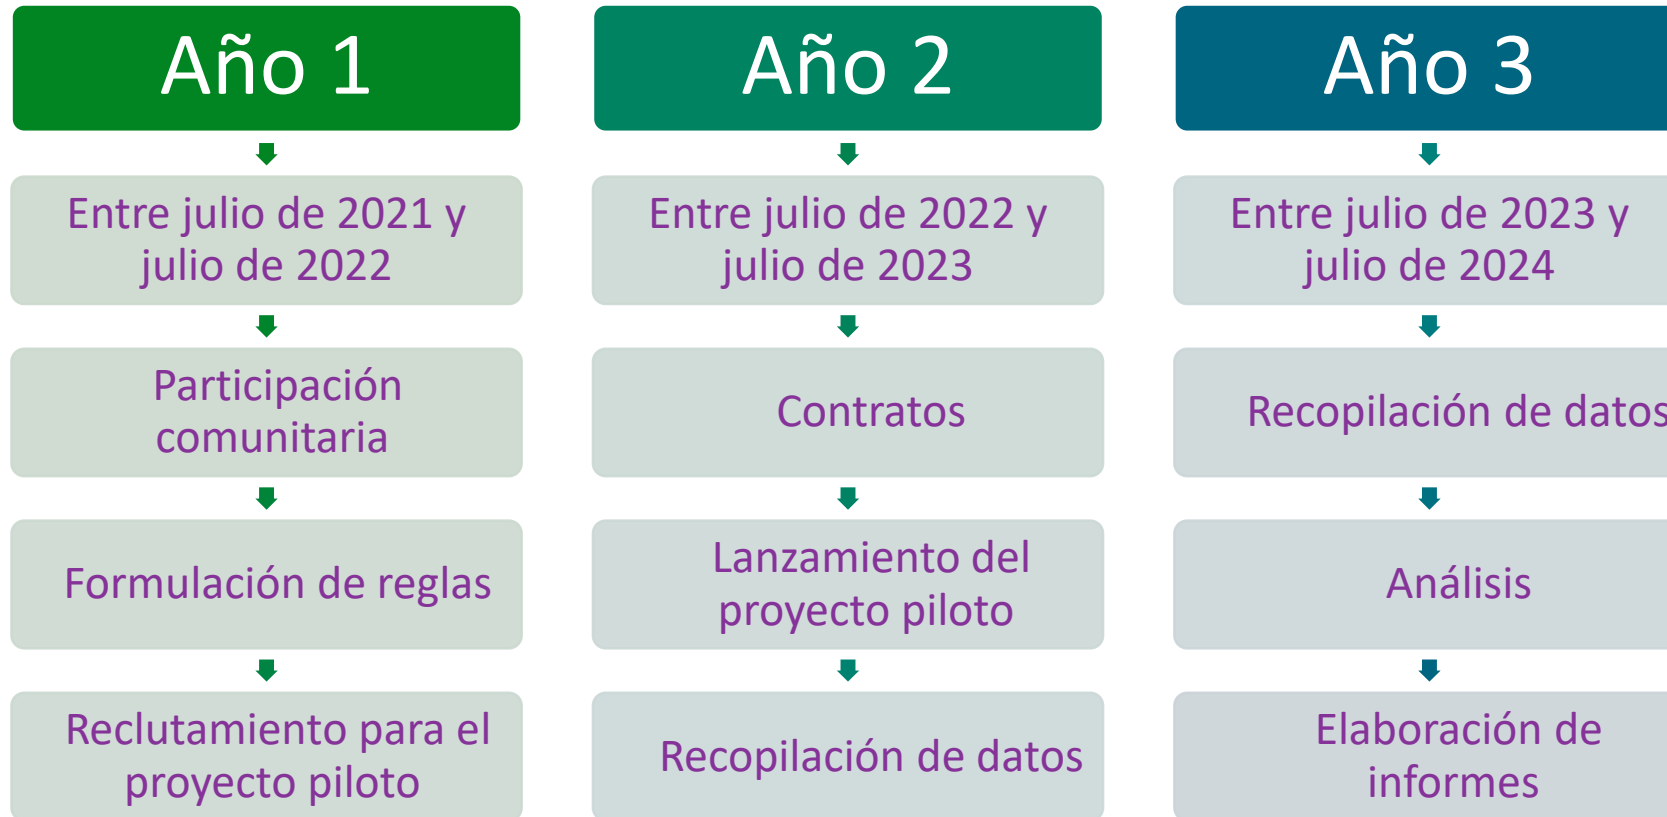 Año 1
Entre julio de 2021 y
julio de 2022
Participación
comunitaria
Formulación de reglas
Reclutamiento para el
proyecto piloto
Año 2
Entre julio de 2022 y
julio de 2023
Contratos
Lanzamiento del
proyecto piloto
Recopilación de datos
Año 3
Entre julio de 2023 y
julio de 2024
Recopilación de datos
Análisis
Elaboración de
informes